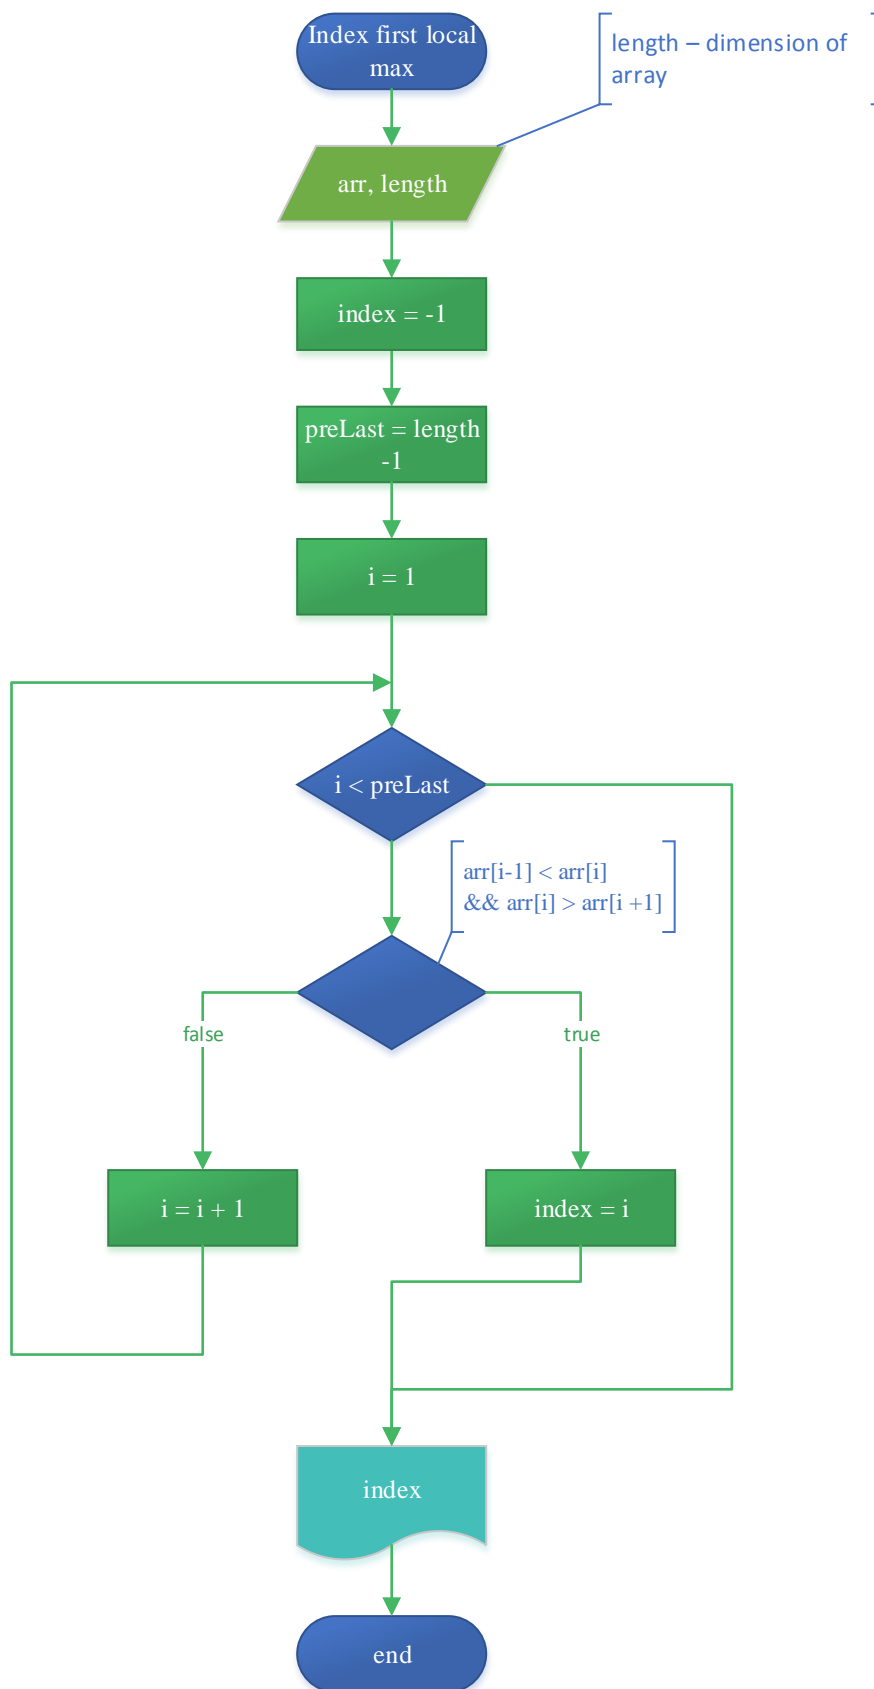 Index first local
max
length – dimension of
array
arr, length
index = -1
preLast = length
-1
i = 1
i < preLast
arr[i-1] < arr[i]
&& arr[i] > arr[i +1]
false
true
i = i + 1
index = i
index
end